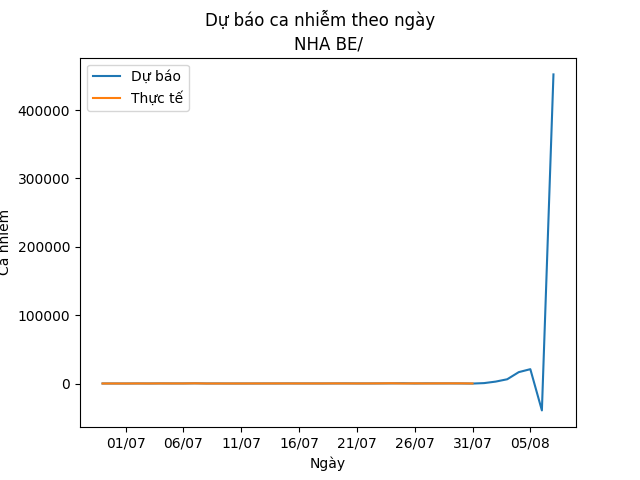 Dự báo ca nhiễm theo ngày
NHA BE/
Dự báo
Thực tế
400000
300000
200000
100000
0
Ca nhiễm
01/07 06/07 11/07 16/07 21/07 26/07 31/07 05/08
Ngày